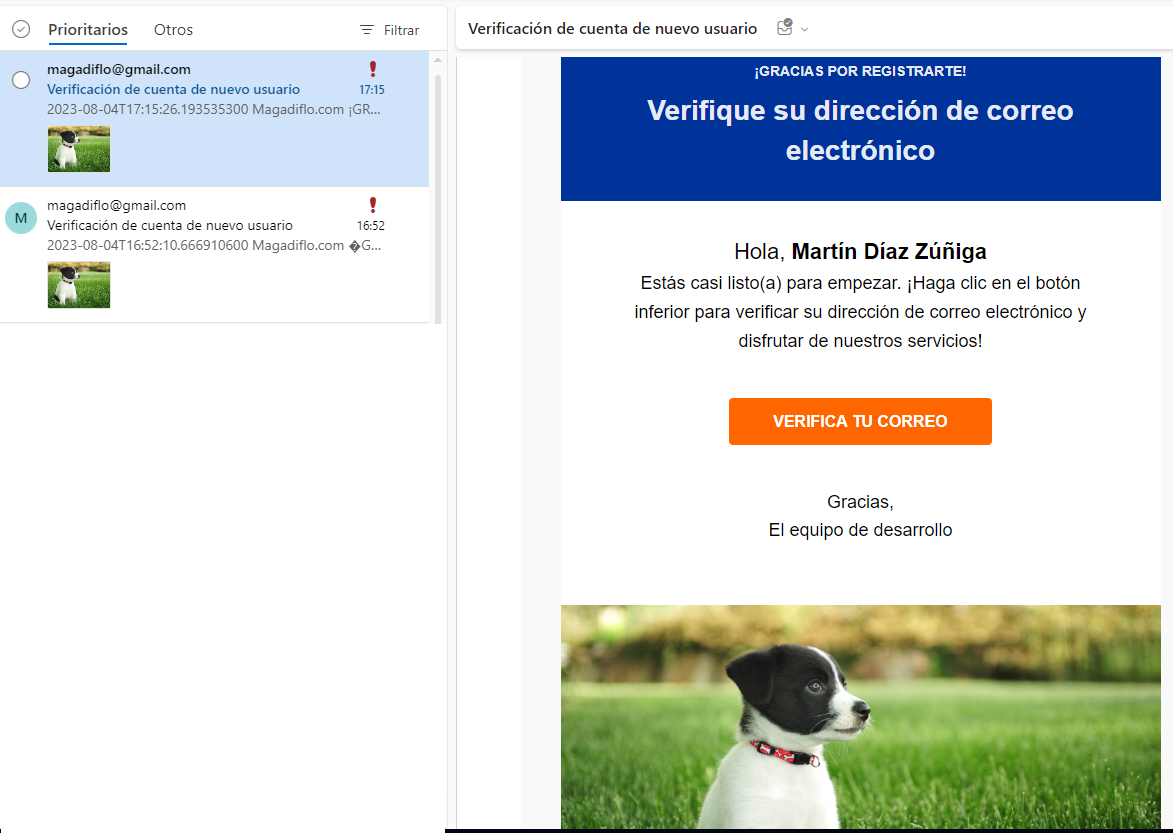 Prioritarios Otros Filtrar
magadiflo@gmail.com
Verificación de cuenta de nuevo usuario 17:15
2023-08-04T17:15:26.193535300 Magadiflo.com ¡GR...
M
magadiflo@gmail.com
Verificación de cuenta de nuevo usuario 16:52
2023-08-04T16:52:10.666910600 Magadiflo.com �G...
Verificación de cuenta de nuevo usuario
¡GRACIAS POR REGISTRARTE!
Verifique su dirección de correo
electrónico
Hola, Martín Díaz Zúñiga
Estás casi listo(a) para empezar. ¡Haga clic en el botón
inferior para verificar su dirección de correo electrónico y
disfrutar de nuestros servicios!
VERIFICA TU CORREO
Gracias,
El equipo de desarrollo